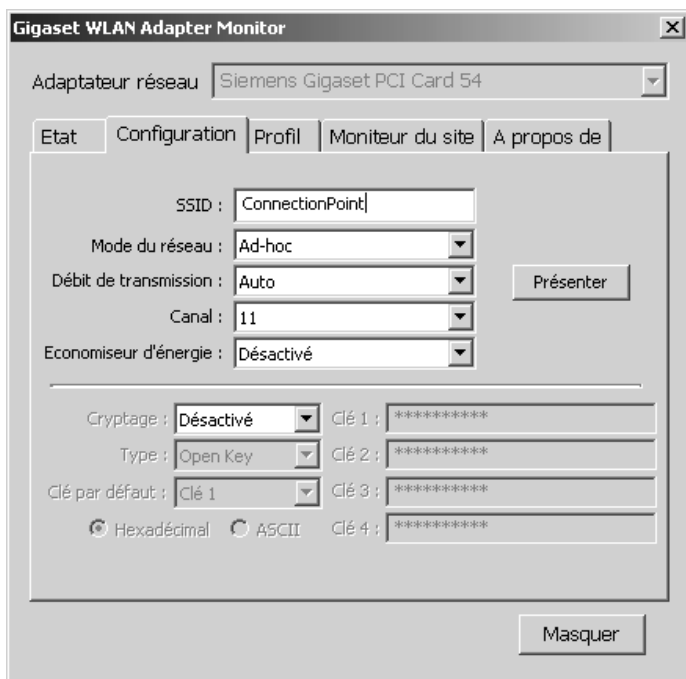 Gigaset WLAN Adapter Monitor
Adaptateur réseau Siemens Gigaset PCI Card 54
Etat Configuration Profil Moniteur du site A propos de
SSID : ConnectionPoint
Mode du réseau : Ad-hoc
Débit de transmission : Auto Présenter
Canal : 11
Economiseur d'énergie : Désactivé
Cryptage : Désactivé Clé 1 : **********
Type : Open Key Clé 2 : **********
Clé par défaut : Clé 1 Clé 3 : **********
Hexadécimal ASCII Clé 4 : **********
Masquer